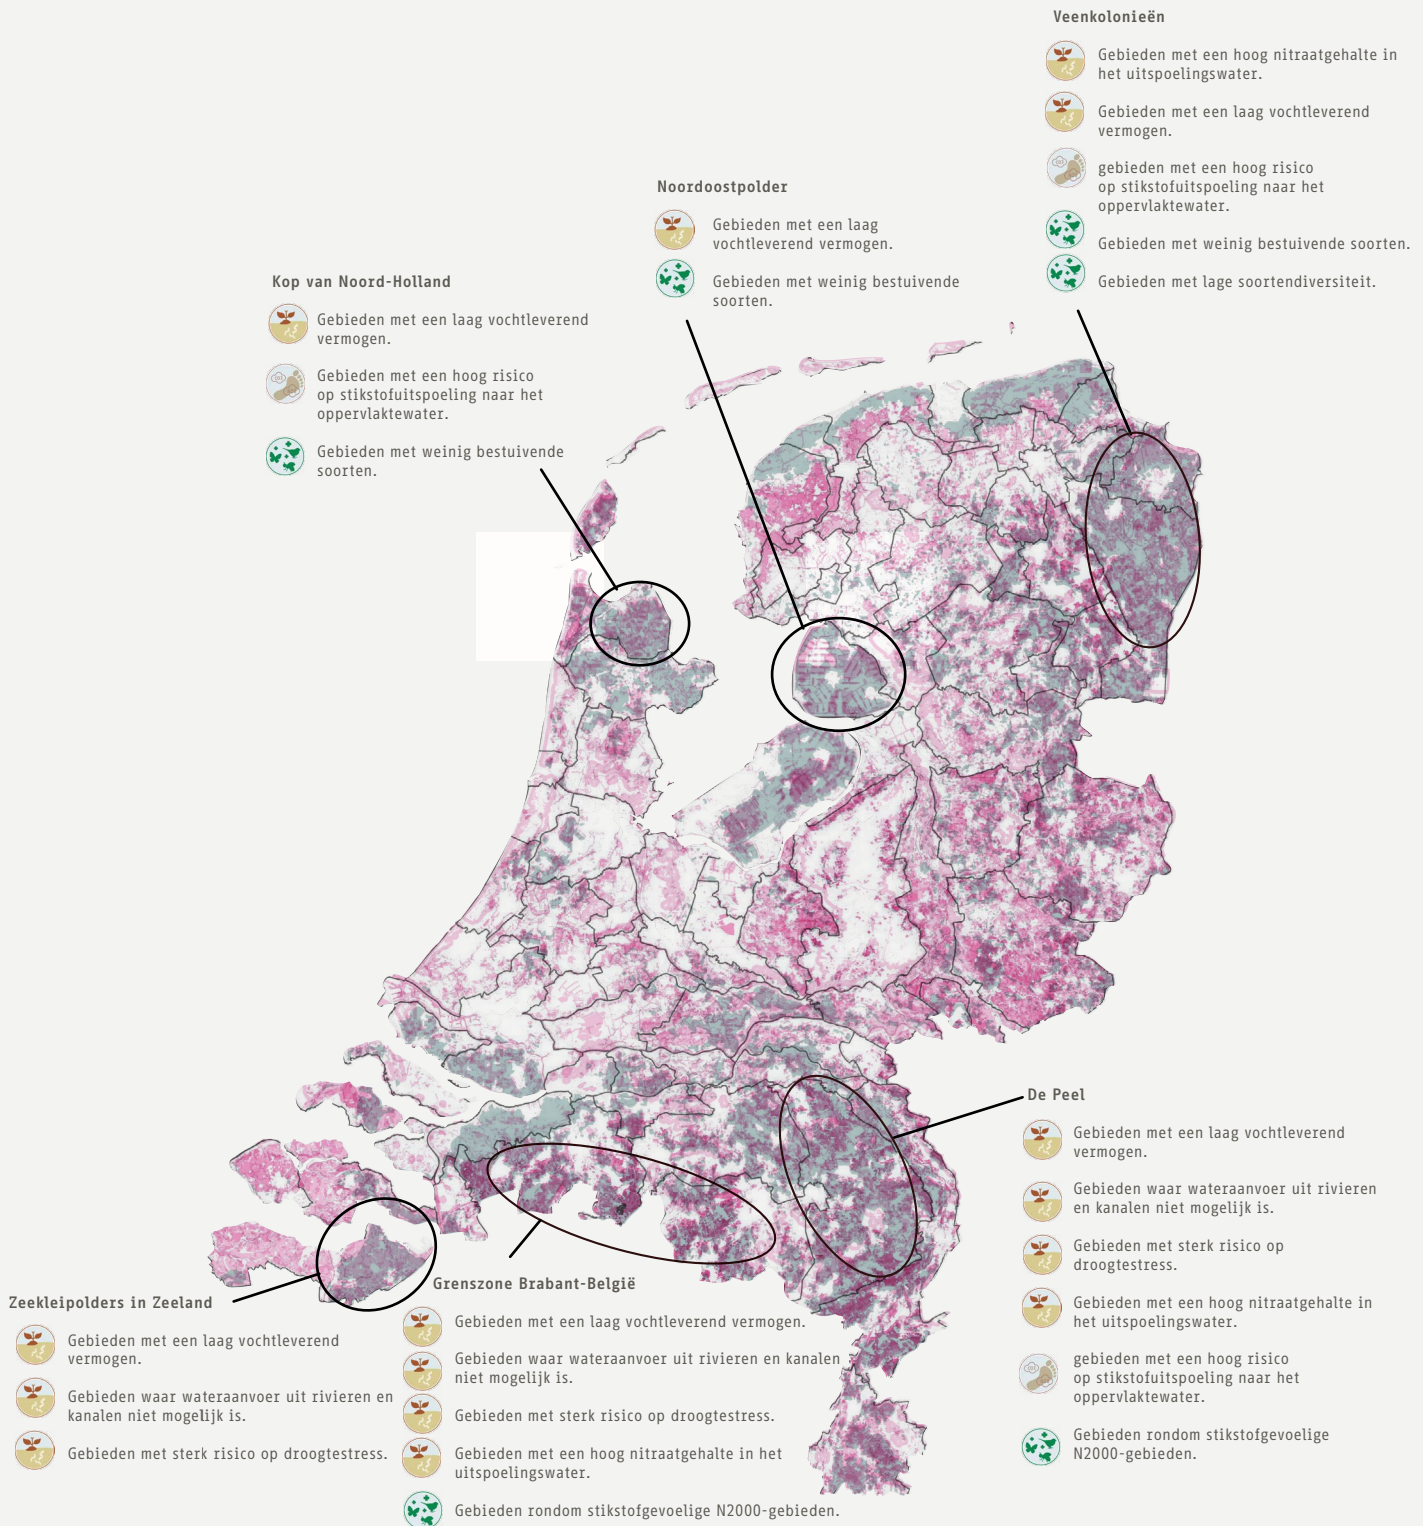 Veenkolonieën
Gebieden met een hoog nitraatgehalte in
het uitspoelingswater.
Gebieden met een laag vochtleverend
vermogen.
gebieden met een hoog risico
op stikstofuitspoeling naar het
oppervlaktewater.
Gebieden met weinig bestuivende soorten.
Gebieden met lage soortendiversiteit.
Noordoostpolder
Gebieden met een laag
vochtleverend vermogen.
Gebieden met weinig bestuivende
soorten.
Kop van Noord-Holland
Gebieden met een laag vochtleverend
vermogen.
Gebieden met een hoog risico
op stikstofuitspoeling naar het
oppervlaktewater.
Gebieden met weinig bestuivende
soorten.
De Peel
Gebieden met een laag vochtleverend
vermogen.
Gebieden waar wateraanvoer uit rivieren
en kanalen niet mogelijk is.
Gebieden met sterk risico op
droogtestress.
Gebieden met een hoog nitraatgehalte in
het uitspoelingswater.
gebieden met een hoog risico
op stikstofuitspoeling naar het
oppervlaktewater.
Gebieden rondom stikstofgevoelige
N2000-gebieden.
Zeekleipolders in Zeeland
Gebieden met een laag vochtleverend
vermogen.
Gebieden waar wateraanvoer uit rivieren en
kanalen niet mogelijk is.
Gebieden met sterk risico op droogtestress.
Grenszone Brabant-België
Gebieden met een laag vochtleverend vermogen.
Gebieden waar wateraanvoer uit rivieren en kanalen
niet mogelijk is.
Gebieden met sterk risico op droogtestress.
Gebieden met een hoog nitraatgehalte in het
uitspoelingswater.
Gebieden rondom stikstofgevoelige N2000-gebieden.